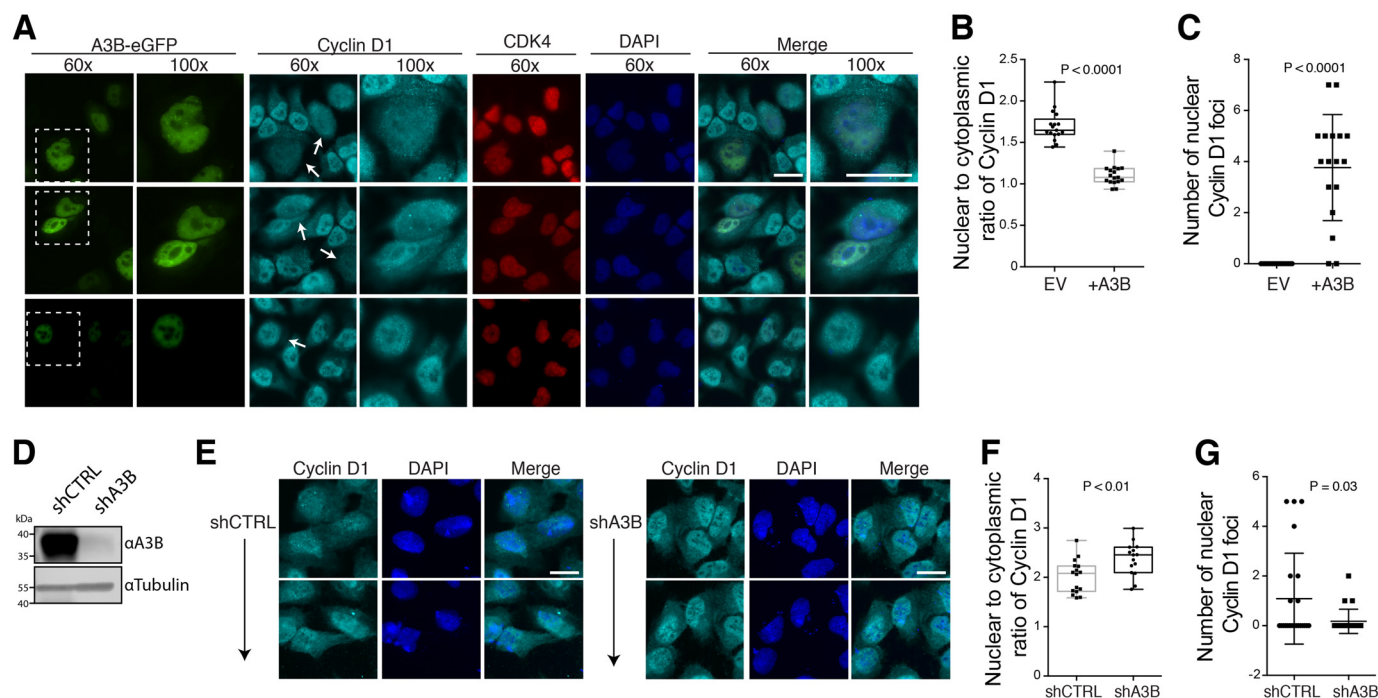 A
A3B-eGFP Cyclin D1 CDK4 DAPI Merge
60x 100x 60x 100x 60x 60x 60x 100x
B
Nuclear to cytoplasmic
ratio of Cyclin D1
P < 0.0001
2.5
2.0
1.5
1.0
0.5
0.0
EV +A3B
C
Number of nuclear
Cyclin D1 foci
P < 0.0001
8
6
4
2
0
EV +A3B
D
shCTRL shA3B
kDa
40
35
αA3B
55
40
αTubulin
E
Cyclin D1 DAPI Merge
shCTRL
Cyclin D1 DAPI Merge
shA3B
F
Nuclear to cytoplasmic
ratio of Cyclin D1
P < 0.01
4
3
2
1
0
shCTRL shA3B
G
Number of nuclear
Cyclin D1 foci
P = 0.03
6
4
2
0
-2
shCTRL shA3B